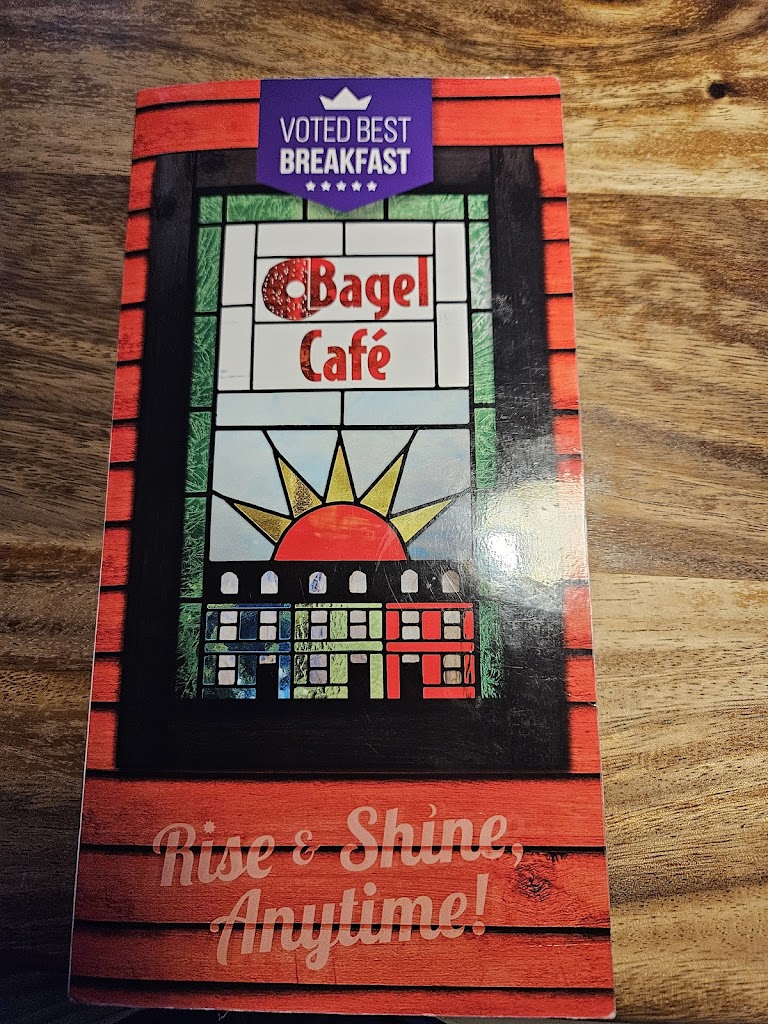 VOTED BEST
BREAKFAST
Bagel
Café
Rise & Shine,
Anytime!